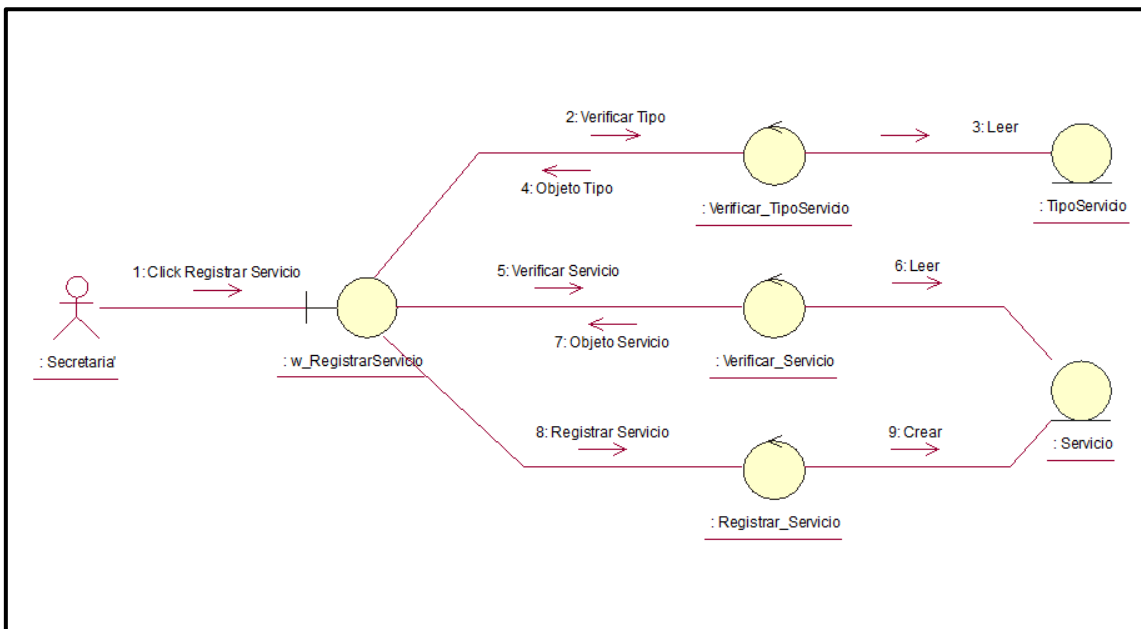 2: Verificar Tipo
3: Leer
4: Objeto Tipo
: Verificar_TipoServicio
: TipoServicio
1: Click Registrar Servicio
5: Verificar Servicio
6: Leer
7: Objeto Servicio
: Secretaria'
: w_RegistrarServicio
: Verificar_Servicio
8: Registrar Servicio
9: Crear
: Servicio
: Registrar_Servicio